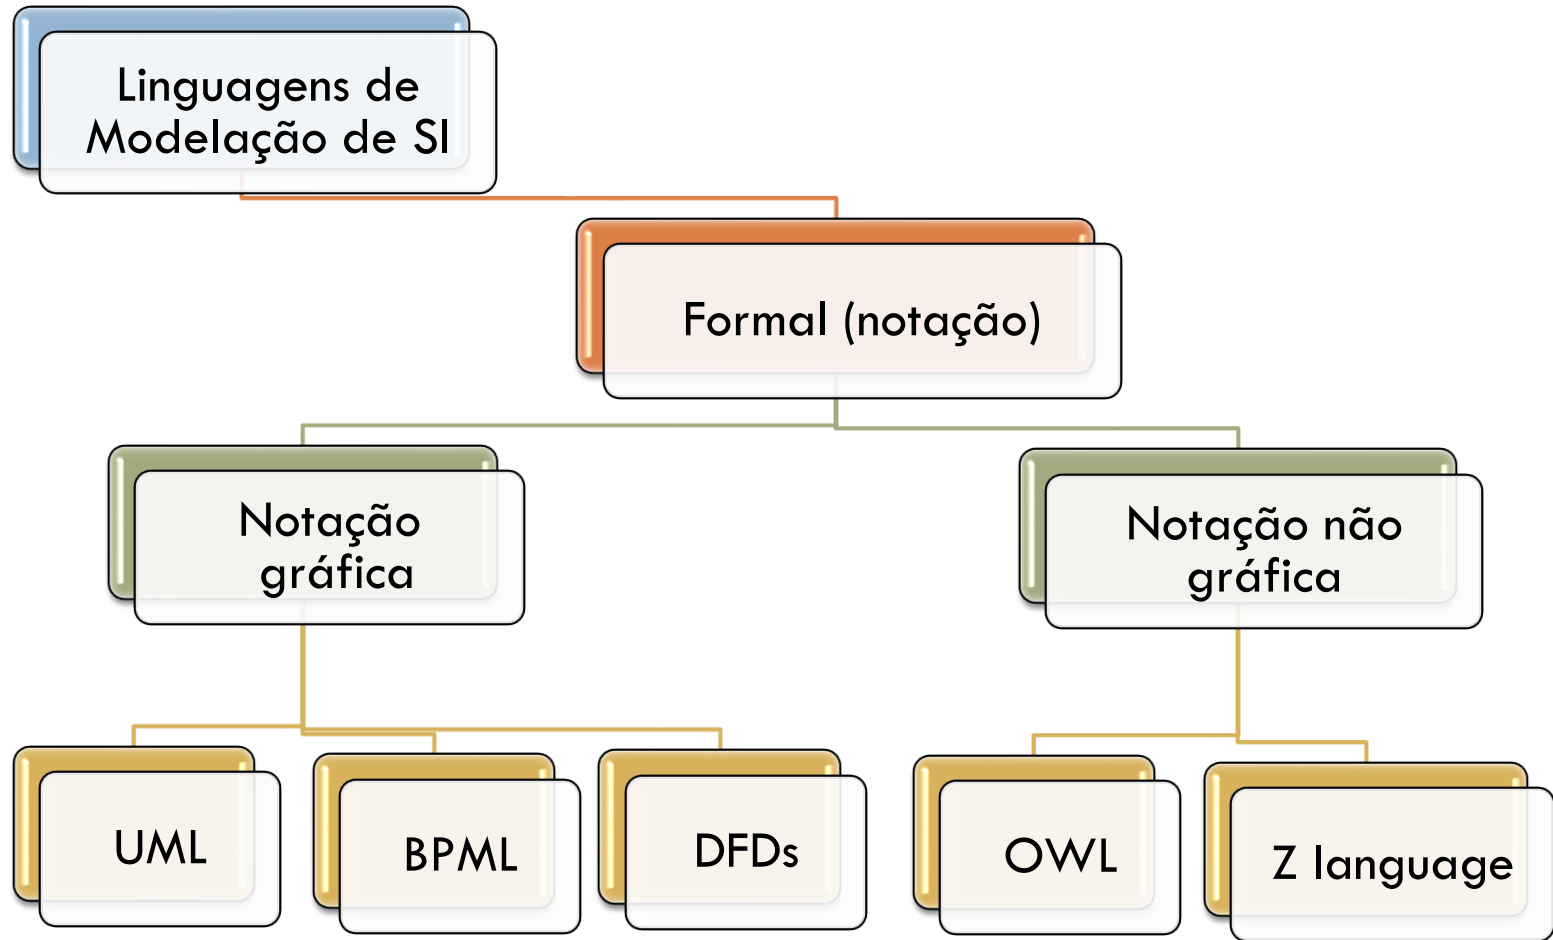 Linguagens de
Modelação de SI
Formal (notação)
Notação
gráfica
Notação não
gráfica
UML
BPML
DFDs
OWL
Z language